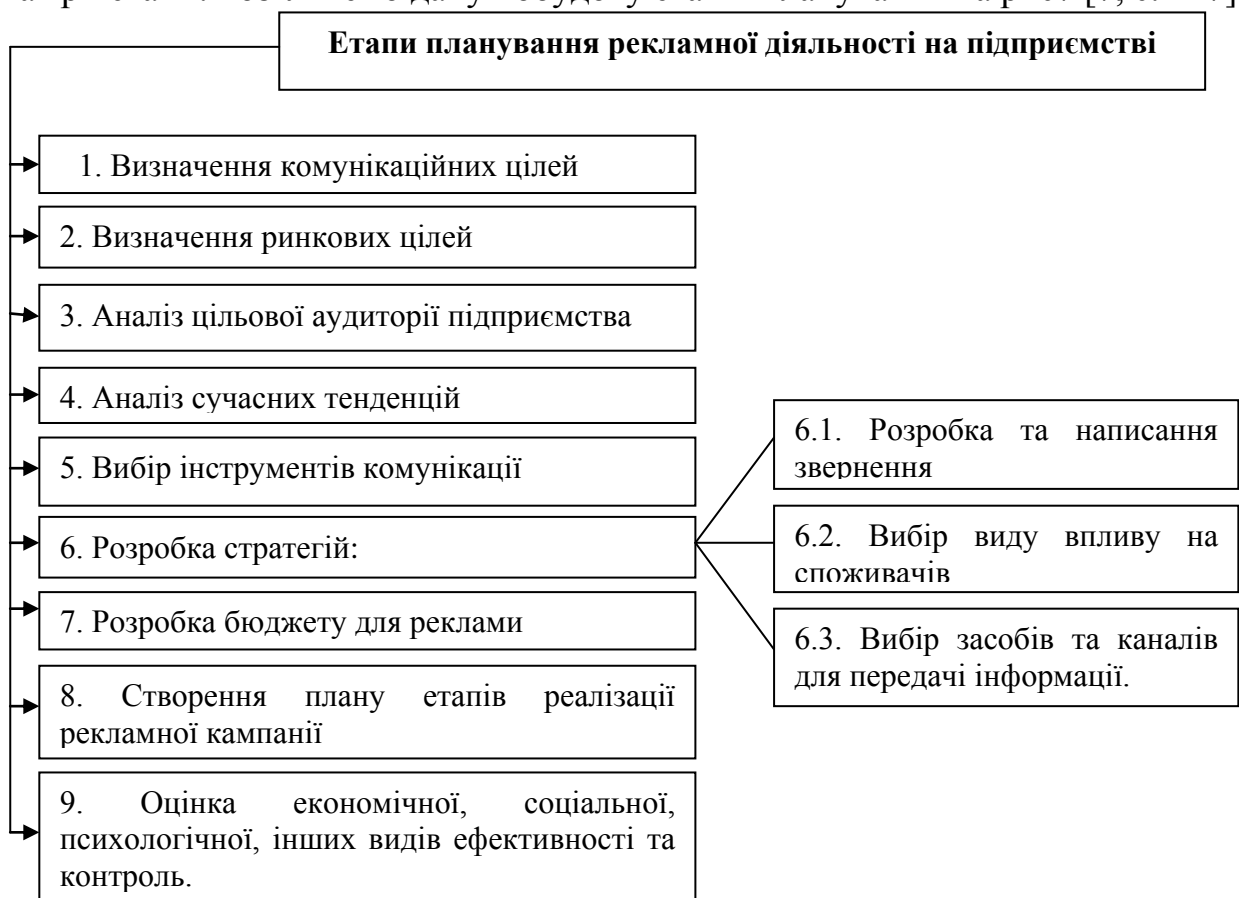 Етапи планування рекламної діяльності на підприємстві
1. Визначення комунікаційних цілей
2. Визначення ринкових цілей
3. Аналіз цільової аудиторії підприємства
4. Аналіз сучасних тенденцій
5. Вибір інструментів комунікації
6. Розробка стратегій:
6.1. Розробка та написання
звернення
6.2. Вибір виду впливу на
споживачів
6.3. Вибір засобів та каналів
для передачі інформації.
7. Розробка бюджету для реклами
8. Створення плану етапів реалізації
рекламної кампанії
9. Оцінка економічної, соціальної,
психологічної, інших видів ефективності та
контроль.